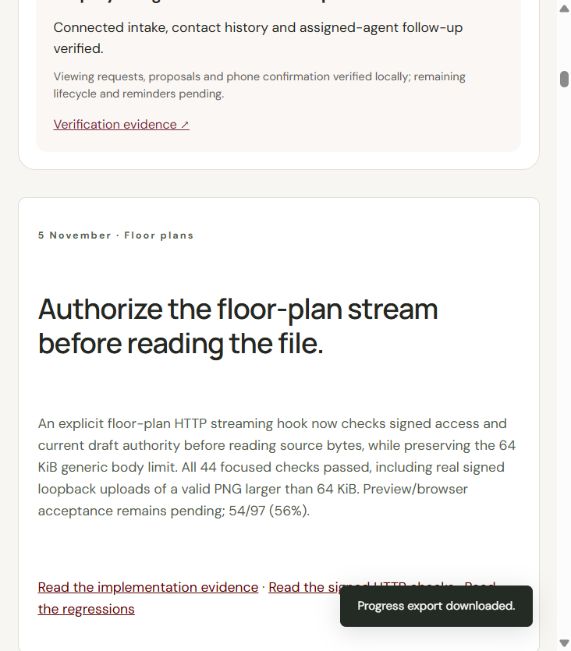 Connected intake, contact history and assigned-agent follow-up
verified.
Viewing requests, proposals and phone confirmation verified locally; remaining
lifecycle and reminders pending.
Verification evidence ↗
5 November · Floor plans
Authorize the floor-plan stream
before reading the file.
An explicit floor-plan HTTP streaming hook now checks signed access and
current draft authority before reading source bytes, while preserving the 64
KiB generic body limit. All 44 focused checks passed, including real signed
loopback uploads of a valid PNG larger than 64 KiB. Preview/browser
acceptance remains pending; 54/97 (56%).
Read the implementation evidence · Read the signed HTTP checks · Read
the regressions
Progress export downloaded.